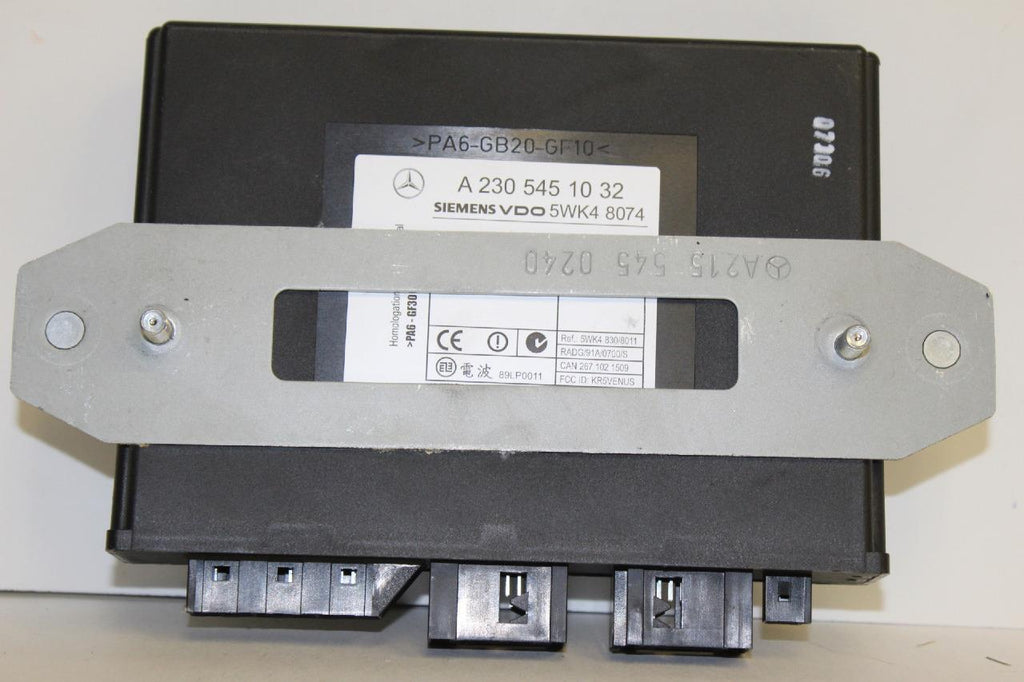 >PA6-GB20-GF10<
07306
A 230 545 10 32
SIEMENS VDO 5WK4 8074
A215 545 0240
Homologation
>PA6 - GF30
CE
Ref.: 5WK4 830/8011
RADG/91A/0700/S
CAN 267 102 1509
FCC ID: KR5VENUS
電波 89LP0011